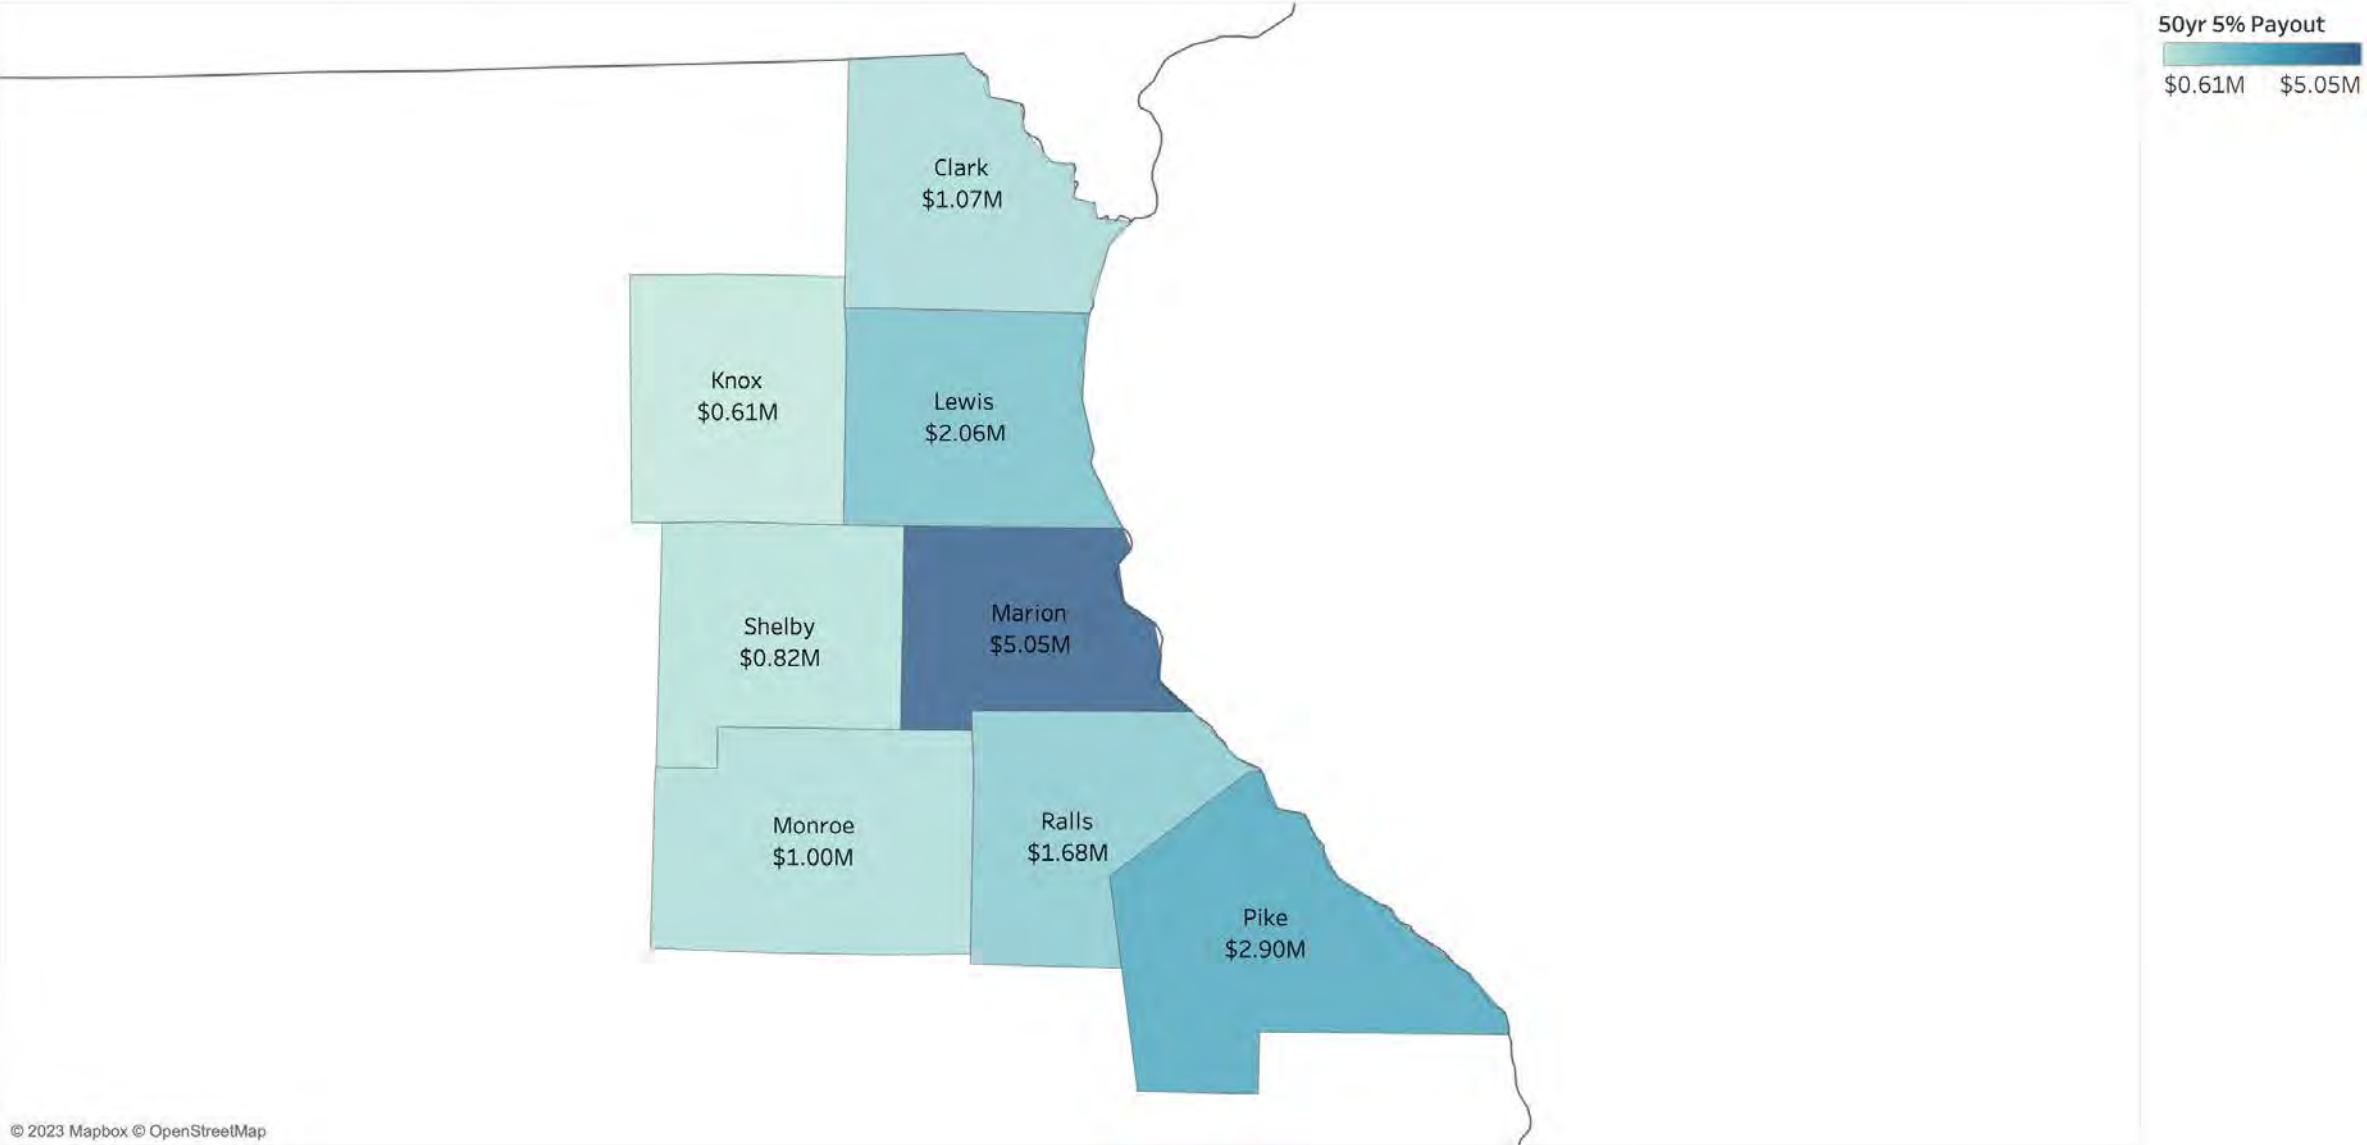 50yr 5% Payout
$0.61M $5.05M
Clark
$1.07M
Knox
$0.61M
Lewis
$2.06M
Shelby
$0.82M
Marion
$5.05M
Monroe
$1.00M
Ralls
$1.68M
Pike
$2.90M
© 2023 Mapbox © OpenStreetMap